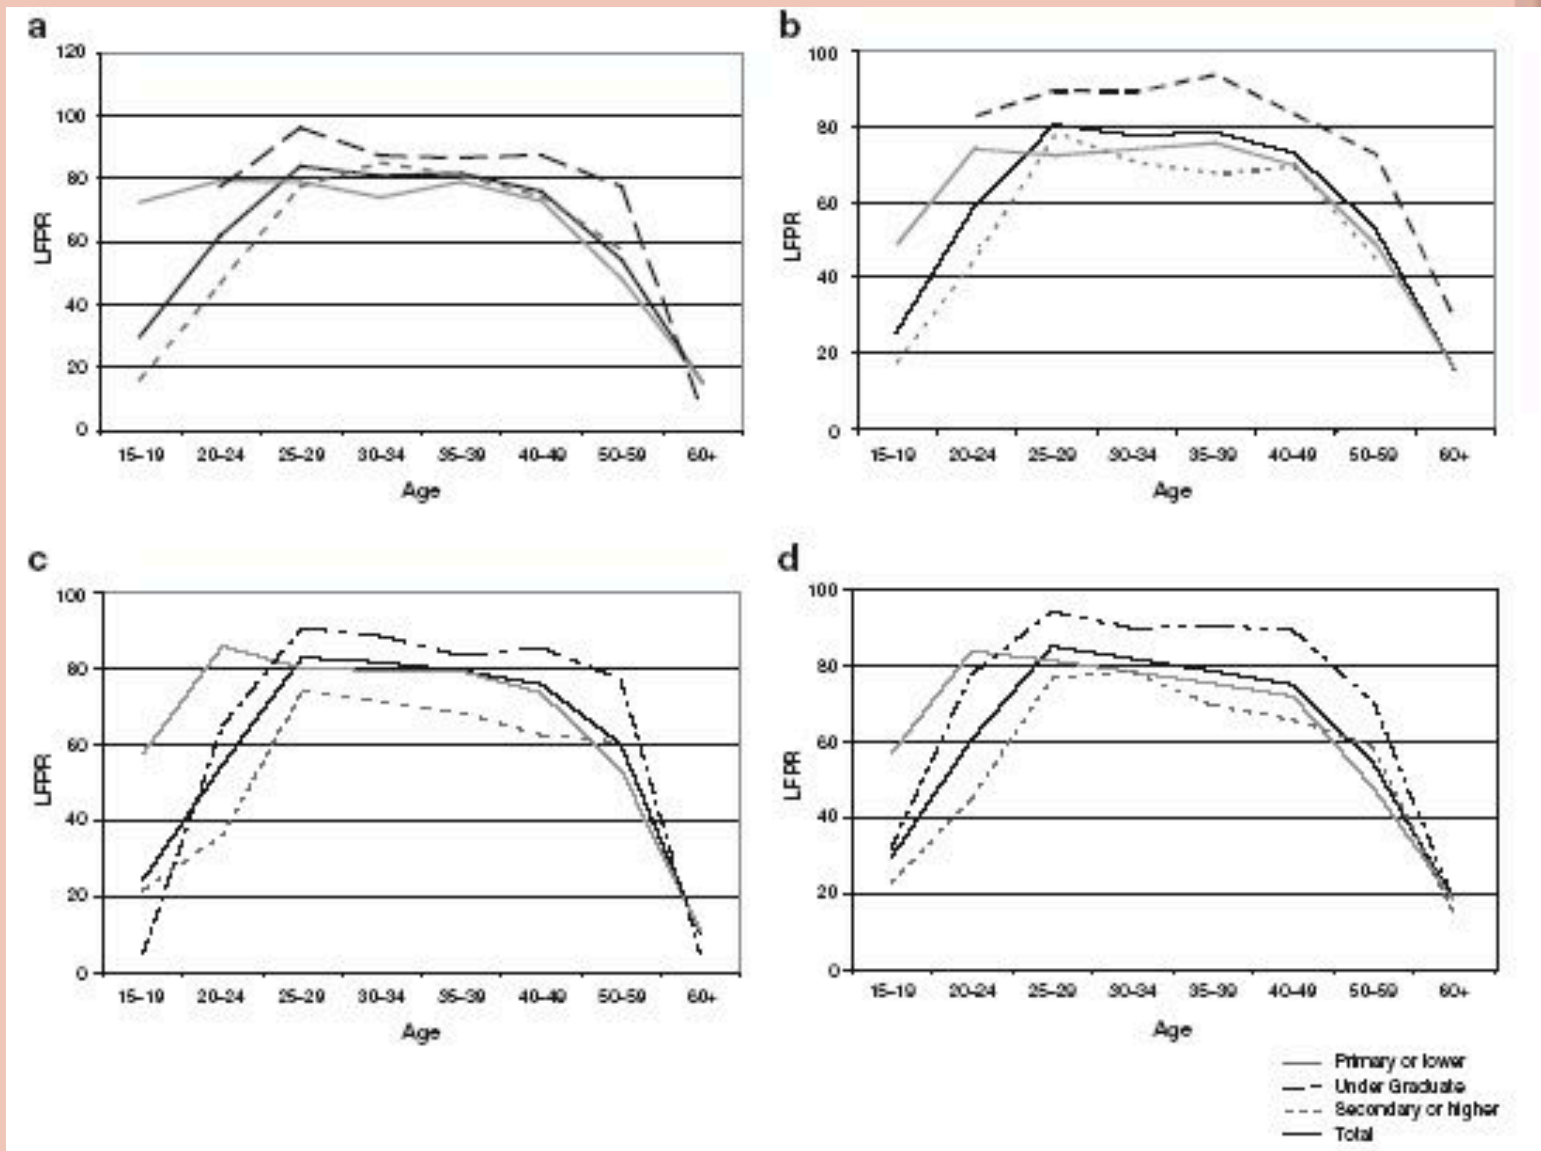 a
120
100
80
60
40
20
0
LFPR
15–19 20–24 25–29 30–34 35–39 40–49 50–59 60+
Age
b
100
80
60
40
20
0
LFPR
15–19 20–24 25–29 30–34 35–39 40–49 50–59 60+
Age
c
100
80
60
40
20
0
LFPR
15–19 20–24 25–29 30–34 35–39 40–49 50–59 60+
Age
d
100
80
60
40
20
0
LFPR
15–19 20–24 25–29 30–34 35–39 40–49 50–59 60+
Age
Primary or lower
Under Graduate
Secondary or higher
Total